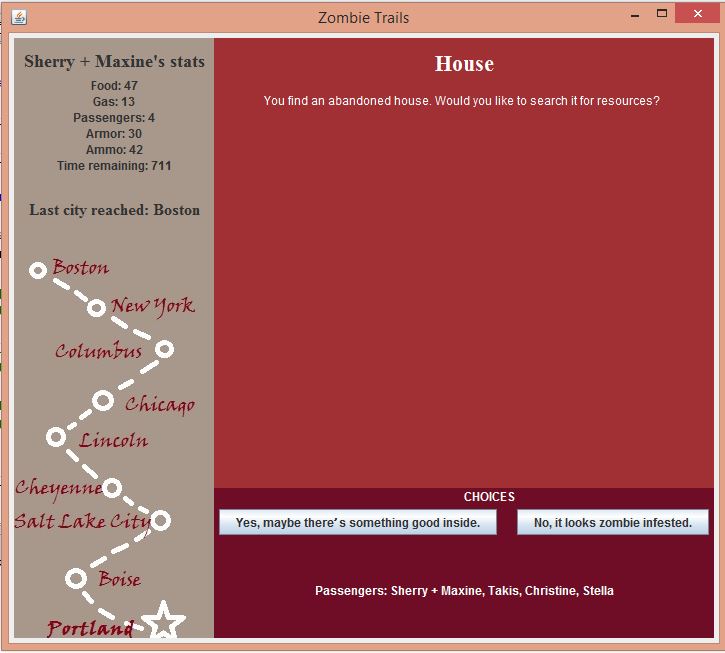 Zombie Trails
Sherry + Maxine's stats
Food: 47
Gas: 13
Passengers: 4
Armor: 30
Ammo: 42
Time remaining: 711
Last city reached: Boston
Boston
New York
Columbus
Chicago
Lincoln
Cheyenne
Salt Lake City
Boise
Portland
House
You find an abandoned house. Would you like to search it for resources?
CHOICES
Yes, maybe there's something good inside.
No, it looks zombie infested.
Passengers: Sherry + Maxine, Takis, Christine, Stella